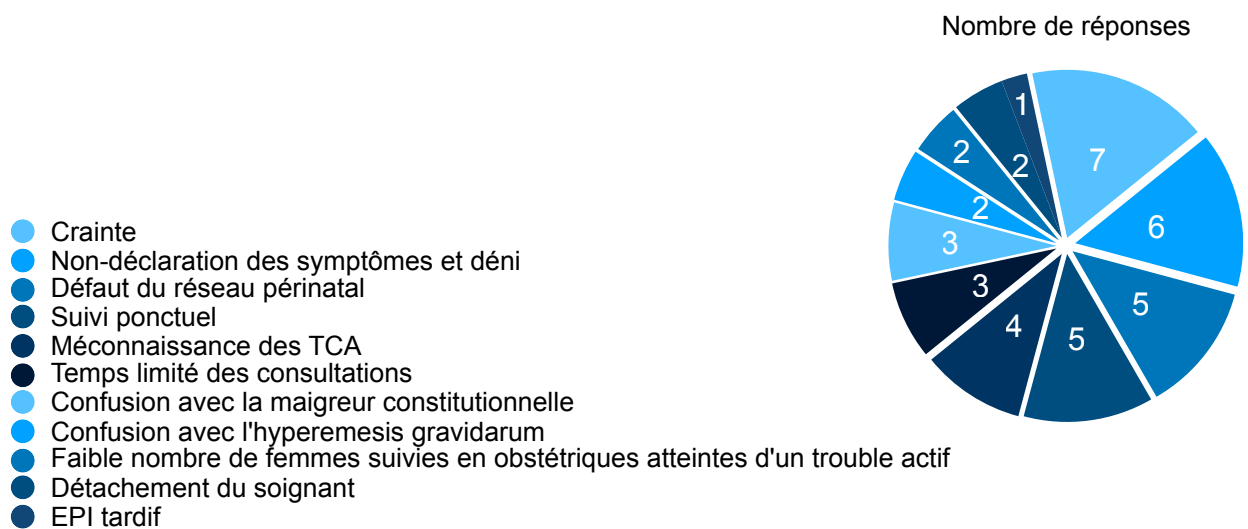 Nombre de réponses
1
7
2
2
6
2
3
3
5
4
5
Crainte
Non-déclaration des symptômes et déni
Défaut du réseau périnatal
Suivi ponctuel
Méconnaissance des TCA
Temps limité des consultations
Confusion avec la maigreur constitutionnelle
Confusion avec l'hyperemesis gravidarum
Faible nombre de femmes suivies en obstétriques atteintes d'un trouble actif
Détachement du soignant
EPI tardif